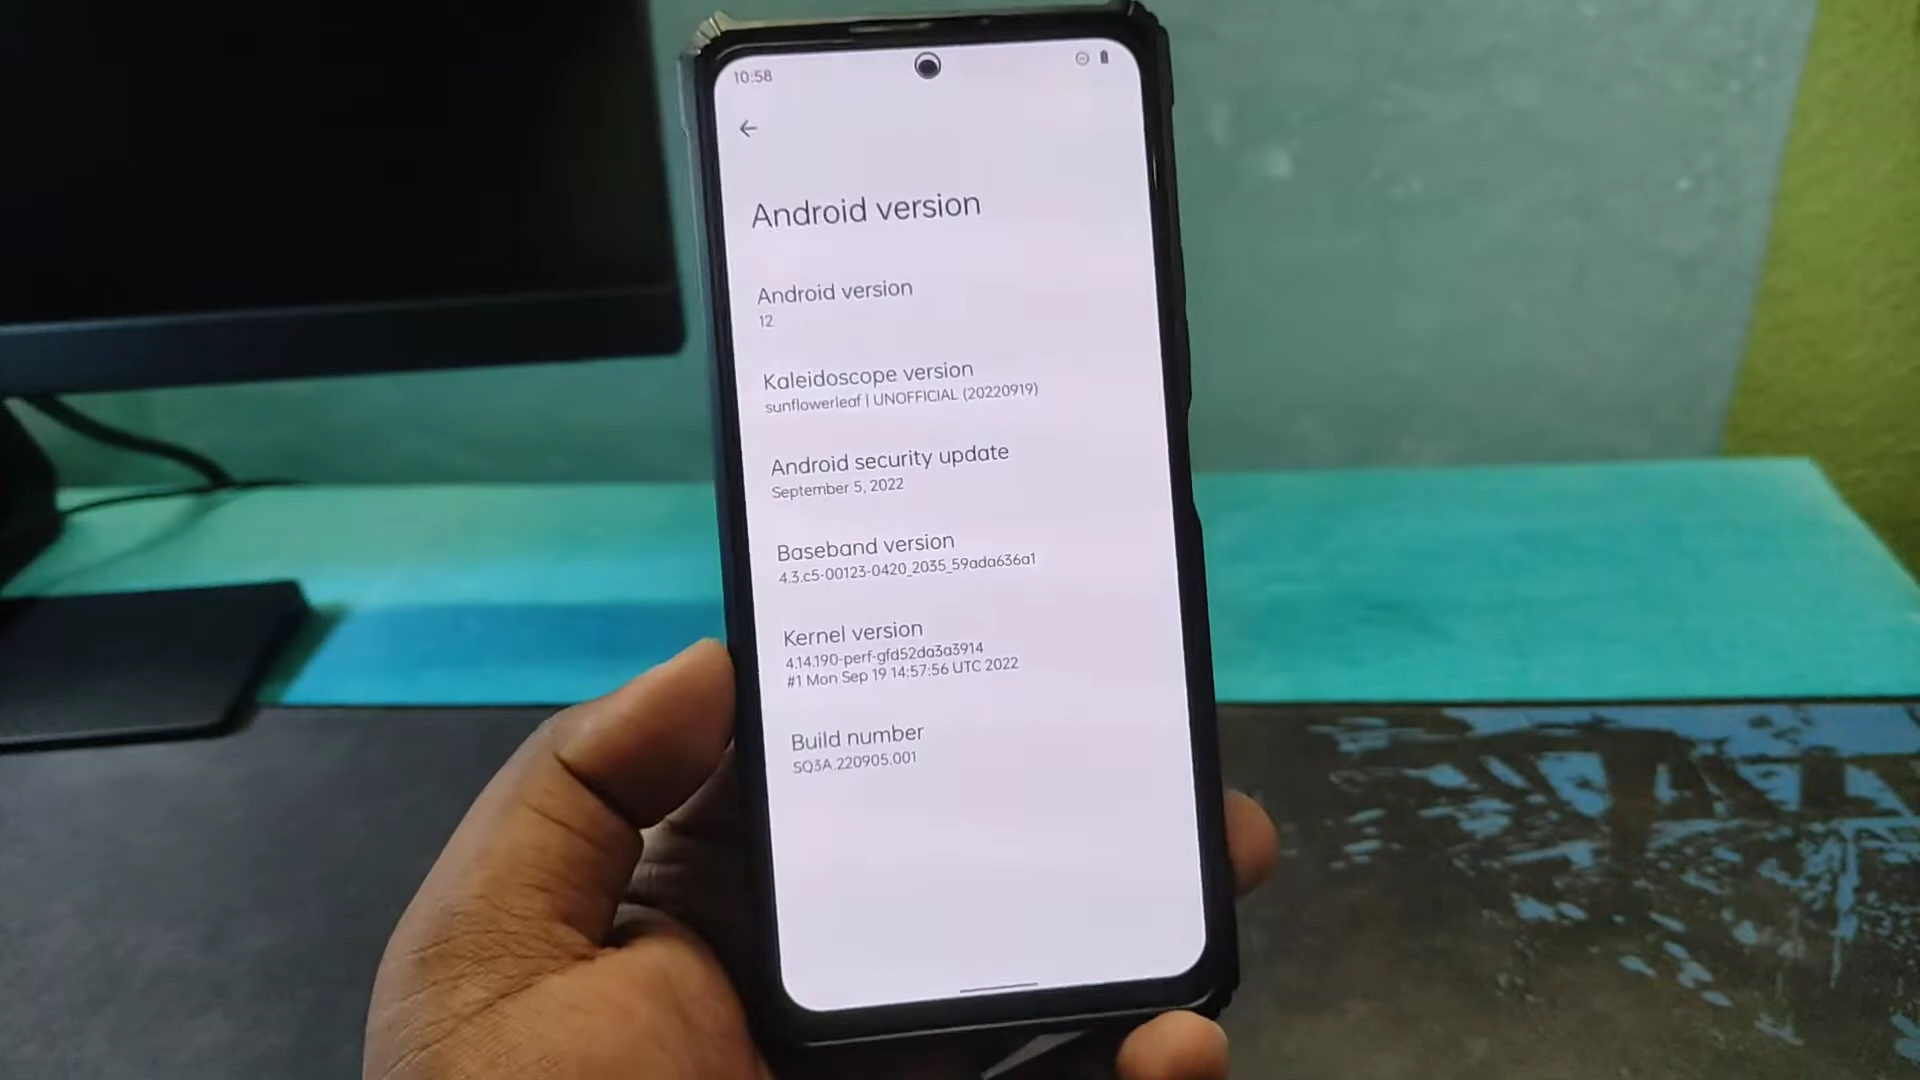 10:58
Android version
Android version
12
Kaleidoscope version
sunflowerleaf | UNOFFICIAL (20220919)
Android security update
September 5, 2022
Baseband version
4.3.c5-00123-0420_2035_59ada636a1
Kernel version
4.14.190-perf-gfd52da3a3914
#1 Mon Sep 19 14:57:56 UTC 2022
Build number
SQ3A.220905.001